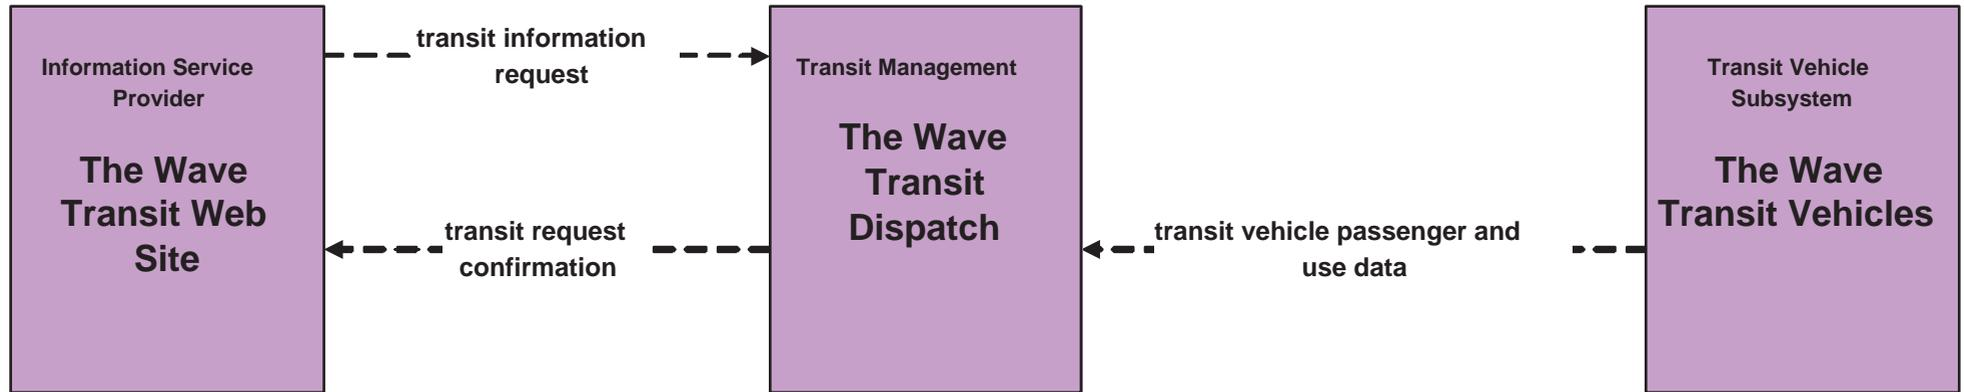 Information Service
Provider
The Wave
Transit Web
Site
transit information
request
transit request
confirmation
Transit Management
The Wave
Transit
Dispatch
transit vehicle passenger and
use data
Transit Vehicle
Subsystem
The Wave
Transit Vehicles